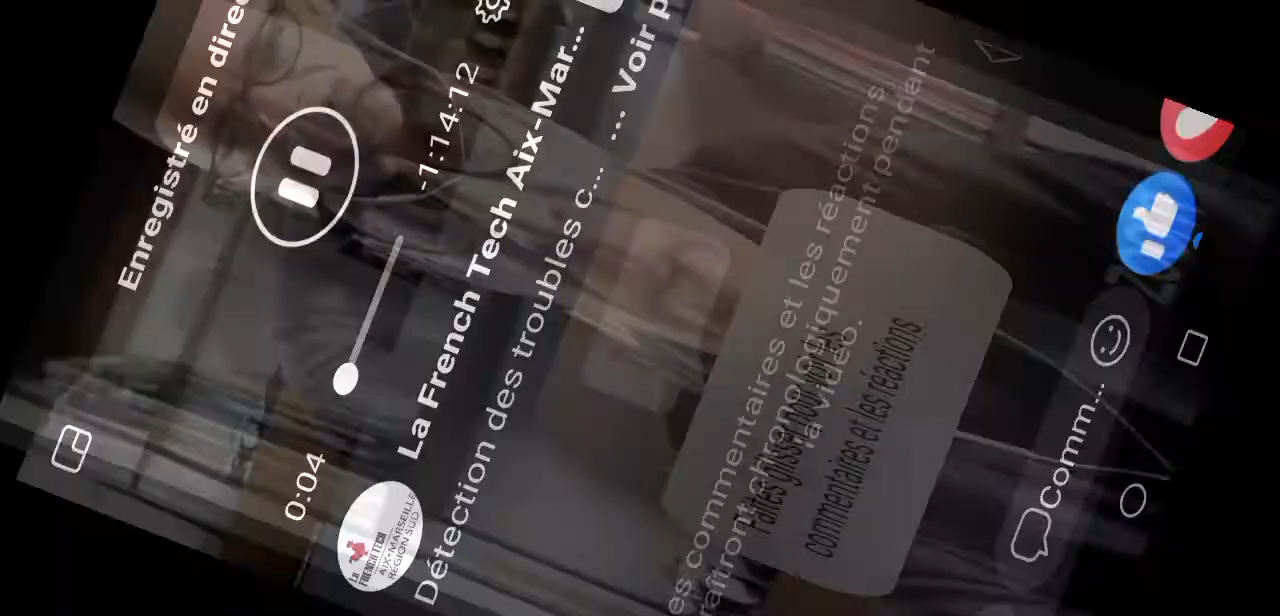 Enregistré en direc
-1:14:12
0:04
La French Tech Aix-Mar...
Détection des troubles c... ... Voir p
La
FRENCH TECH
AIX-MARSEILLE
RÉGION SUD
es commentaires et les réactions
raîtront chronologiquement pendant
la vidéo.
Faites glisser pour voir les
commentaires et les réactions
Comm...